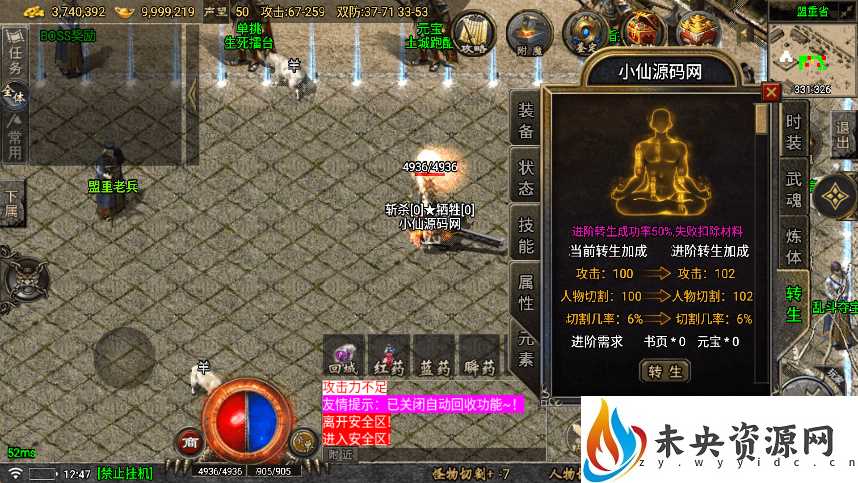 3,740,392 9,999,219 声望 50 攻击:67-259 双防:37-71 33-53
盟重省
BOSS奖励
单挑
生死擂台
元宝
土城跑酷
攻略
附魔
鉴定
任务
全体
常用
下属
羊
盟重老兵
4936/4936
斩杀[0]★牺牲[0]
小仙源码网
331:326
退出
小仙源码网
装备
状态
技能
属性
元素
时装
武魂
炼体
转生
进阶转生成功率50%,失败扣除材料
当前转生加成 进阶转生加成
攻击: 100 攻击: 102
人物切割: 100 人物切割: 102
切割几率: 6% 切割几率: 6%
进阶需求 书页*0 元宝*0
转生
乱斗夺宝
回城 红药 蓝药 瞬药
羊
攻击力不足
友情提示: 已关闭自动回收功能~!
离开安全区!
进入安全区!
附近
商
52ms
12:47 [禁止挂机]
4936/4936 905/905
怪物切割+ -7
人物切
未央资源网
zy.wyyidc.cn